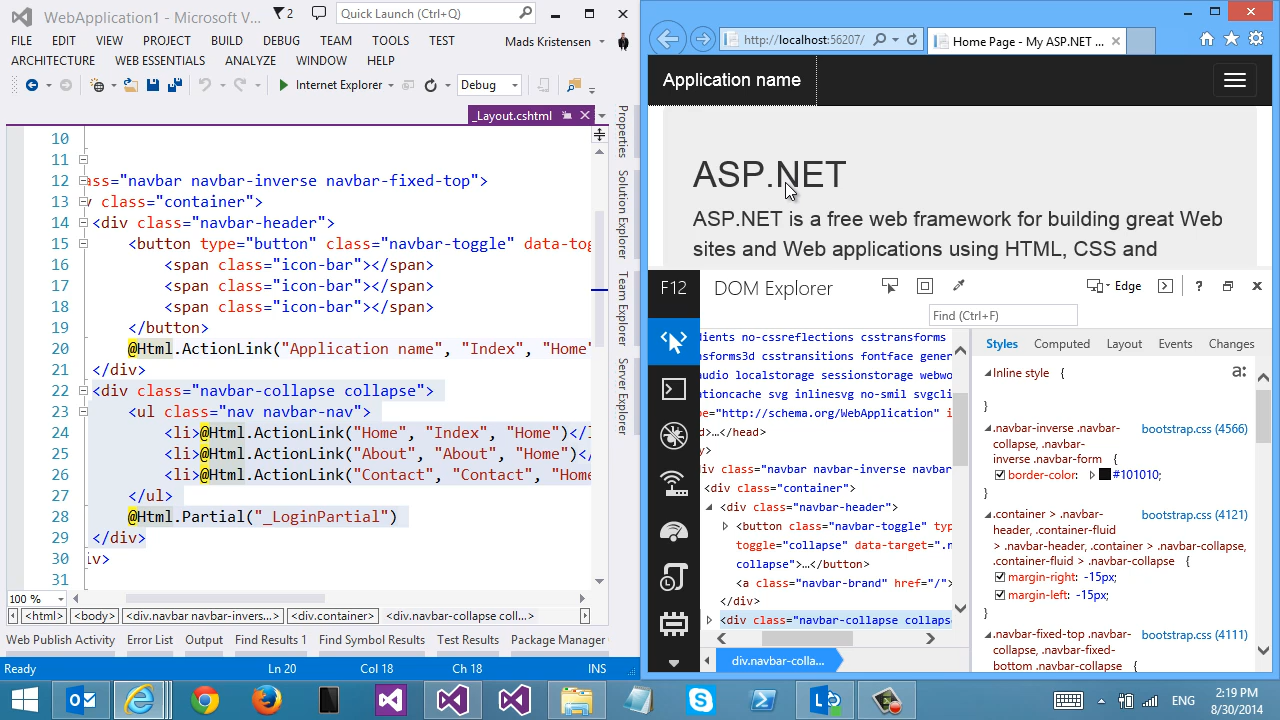 WebApplication1 - Microsoft V...
2
Quick Launch (Ctrl+Q)
FILE EDIT VIEW PROJECT BUILD DEBUG TEAM TOOLS TEST
Mads Kristensen
ARCHITECTURE WEB ESSENTIALS ANALYZE WINDOW HELP
Internet Explorer
Debug
_Layout.cshtml
10
11
12 ass="navbar navbar-inverse navbar-fixed-top">
13 v class="container">
14 <div class="navbar-header">
15 <button type="button" class="navbar-toggle" data-tog
16 <span class="icon-bar"></span>
17 <span class="icon-bar"></span>
18 <span class="icon-bar"></span>
19 </button>
20 @Html.ActionLink("Application name", "Index", "Home"
21 </div>
22 <div class="navbar-collapse collapse">
23 <ul class="nav navbar-nav">
24 <li>@Html.ActionLink("Home", "Index", "Home")</l
25 <li>@Html.ActionLink("About", "About", "Home")</
26 <li>@Html.ActionLink("Contact", "Contact", "Home
27 </ul>
28 @Html.Partial("_LoginPartial")
29 </div>
30 iv>
31
100 %
<html> <body> <div.navbar navbar-invers...> <div.container> <div.navbar-collapse coll...>
Web Publish Activity Error List Output Find Results 1 Find Symbol Results Test Results Package Manager
Ready Ln 20 Col 18 Ch 18 INS
Properties
Solution Explorer
Team Explorer
Server Explorer
http://localhost:56207/
Home Page - My ASP.NET ...
Application name
ASP.NET
ASP.NET is a free web framework for building great Web
sites and Web applications using HTML, CSS and
F12 DOM Explorer
Edge
?
Find (Ctrl+F)
dients no-cssreflections csstransforms
nsforms3d csstransitions fontface gener
udio localstorage sessionstorage webwo
tioncache svg inlinesvg no-smil svgcli
pe="http://schema.org/WebApplication" i
d>…</head>
y>
div class="navbar navbar-inverse navbar
<div class="container">
<div class="navbar-header">
<button class="navbar-toggle" typ
toggle="collapse" data-target=".n
collapse">…</button>
<a class="navbar-brand" href="/">
</div>
<div class="navbar-collapse collaps
div.navbar-colla...
Styles Computed Layout Events Changes
Inline style {
a:
}
.navbar-inverse .navbar- bootstrap.css (4566)
collapse, .navbar-
inverse .navbar-form {
border-color: #101010;
}
.container > .navbar- bootstrap.css (4121)
header, .container-fluid
> .navbar-header, .container > .navbar-collapse,
.container-fluid > .navbar-collapse {
margin-right: -15px;
margin-left: -15px;
}
.navbar-fixed-top .navbar- bootstrap.css (4111)
collapse, .navbar-fixed-
bottom .navbar-collapse {
ENG
2:19 PM
8/30/2014